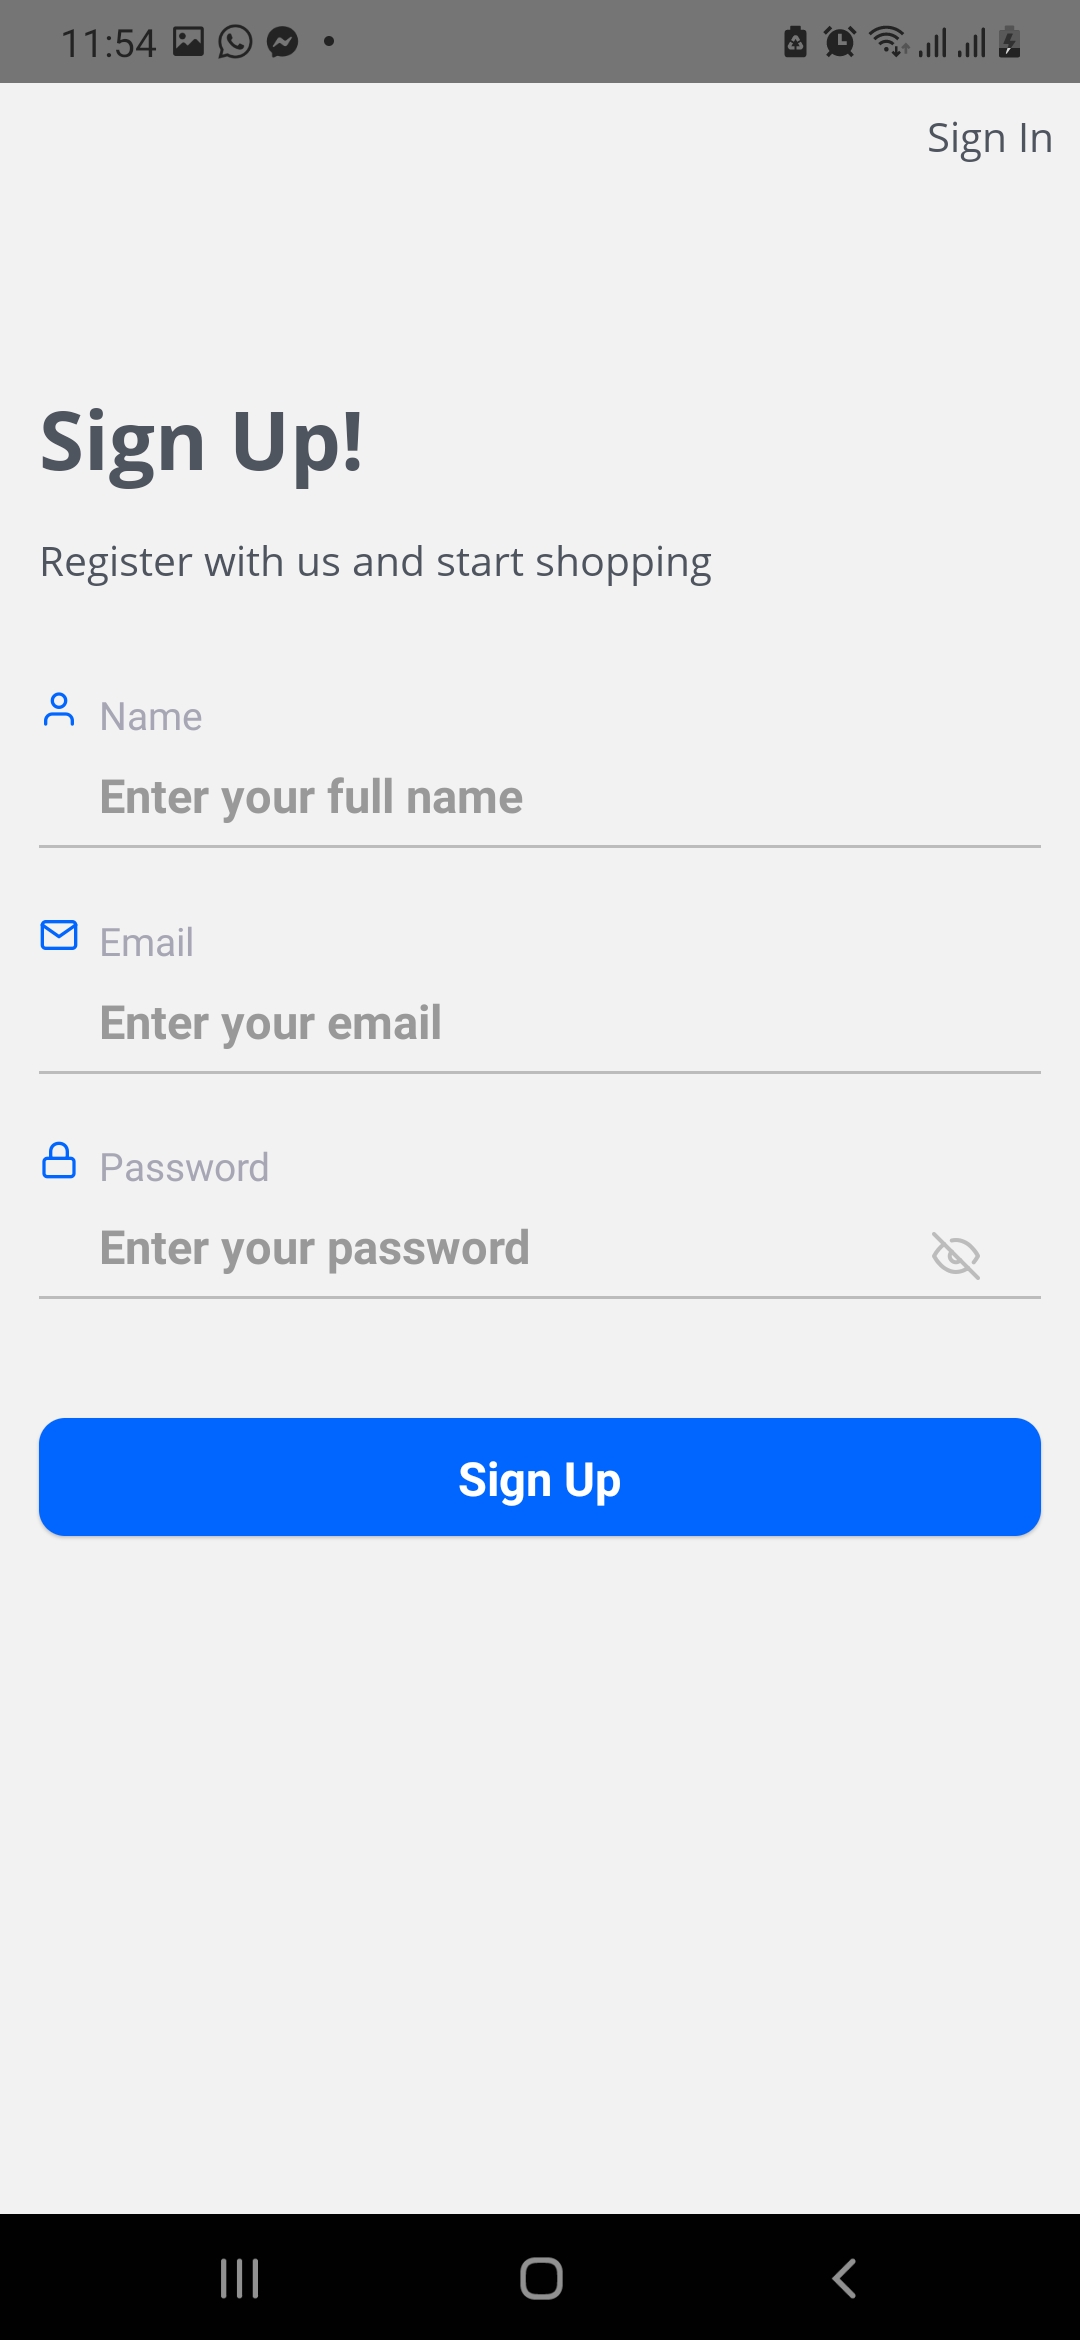 11:54
Sign In
Sign Up!
Register with us and start shopping
Name
Enter your full name
Email
Enter your email
Password
Enter your password
Sign Up